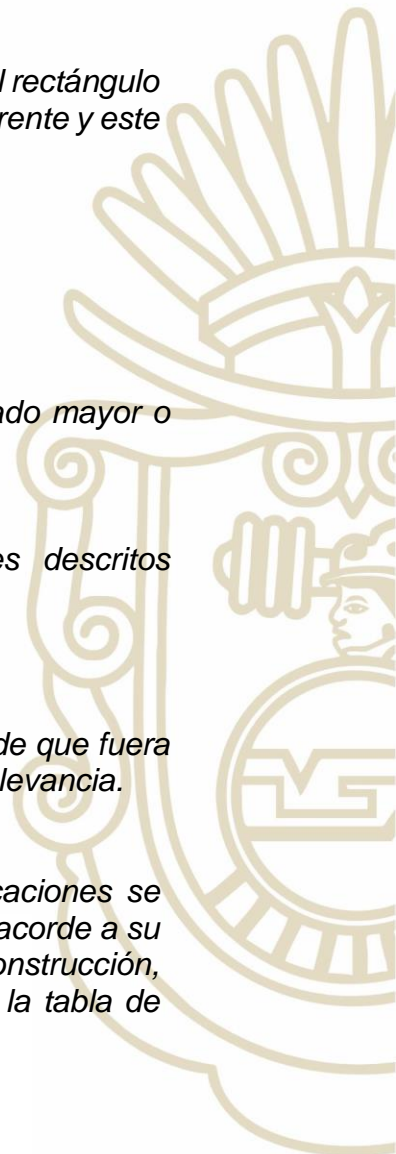 rectángulo
rente y este
ado mayor o
es descritos
de que fuera
levancia.
caciones se
acorde a su
onstrucción,
la tabla de